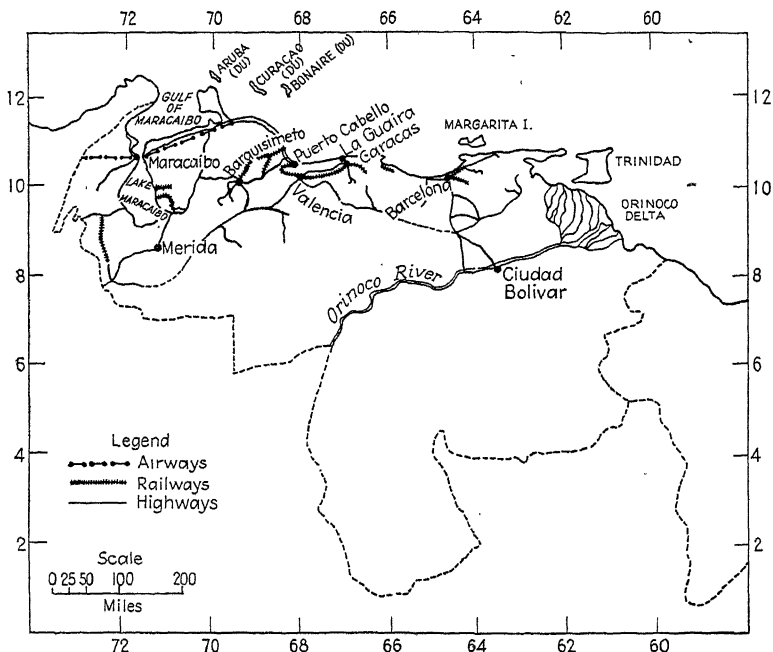 72 70 68 66 64 62 60
ARUBA
(DU)
CURACAO
(DU)
BONAIRE (DU)
12 12
GULF
OF
MARACAIBO
Maracaibo
Barquisimeto
Puerto Cabello
La Guaira
Garacas
MARGARITA I.
TRINIDAD
10 10
LAKE
MARACAIBO
Valencia
Barcelona
ORINOCO
DELTA
Merida
8 8
Orinoco River
Ciudad
Bolivar
6 6
Legend
4 4
Airways
Railways
Highways
2 2
Scale
0 25 50 100 200
Miles
72 70 68 66 64 62 60